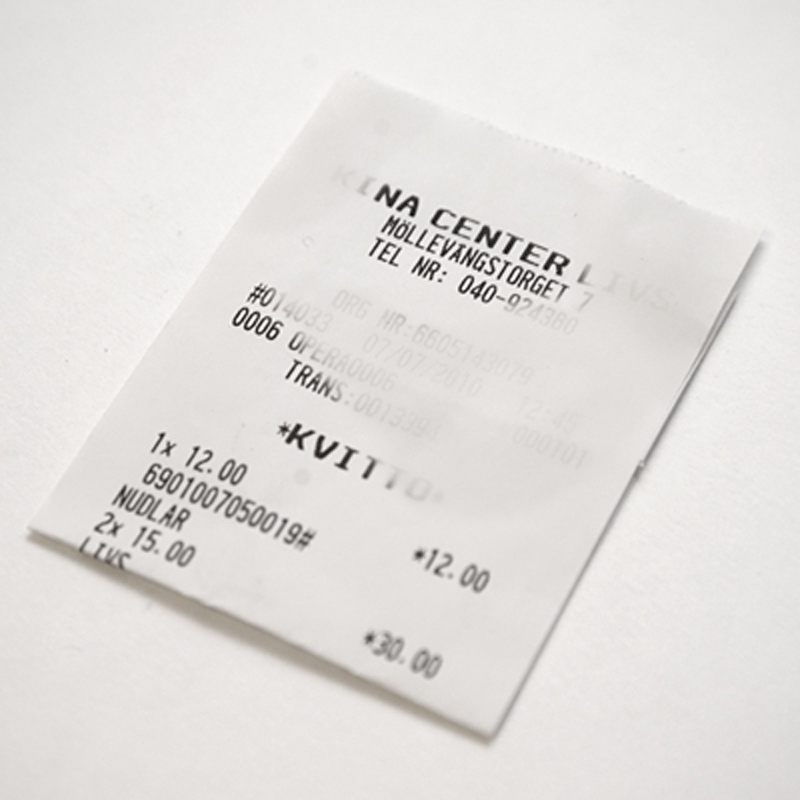 KINA CENTER LIVS
MÖLLEVÅNGSTORGET 7
TEL NR: 040-924380
ORG NR:6605143079
#014033 07/07/2010 12:45
0006 OPERA0006 000101
TRANS:0013394
*KVITTO*
1x 12.00
6901007050019#
NUDLAR *12.00
2x 15.00
LIVS *30.00